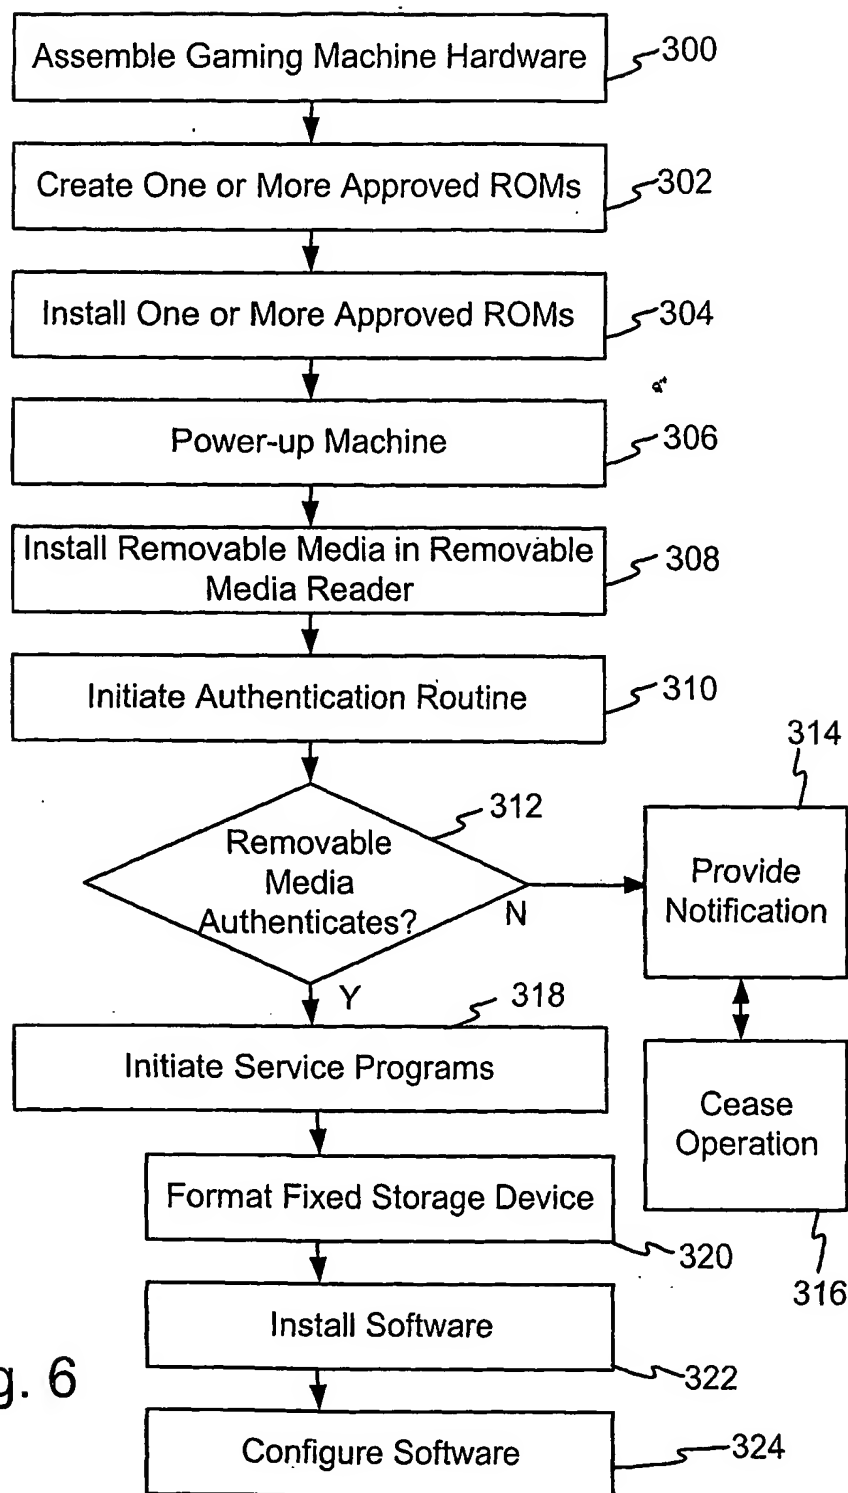 Assemble Gaming Machine Hardware
300
Create One or More Approved ROMs
302
Install One or More Approved ROMs
304
Power-up Machine
306
Install Removable Media in Removable
Media Reader
308
Initiate Authentication Routine
310
312
Removable
Media
Authenticates?
N
Y
314
Provide
Notification
318
Initiate Service Programs
Cease
Operation
316
Format Fixed Storage Device
320
Install Software
322
g. 6
Configure Software
324